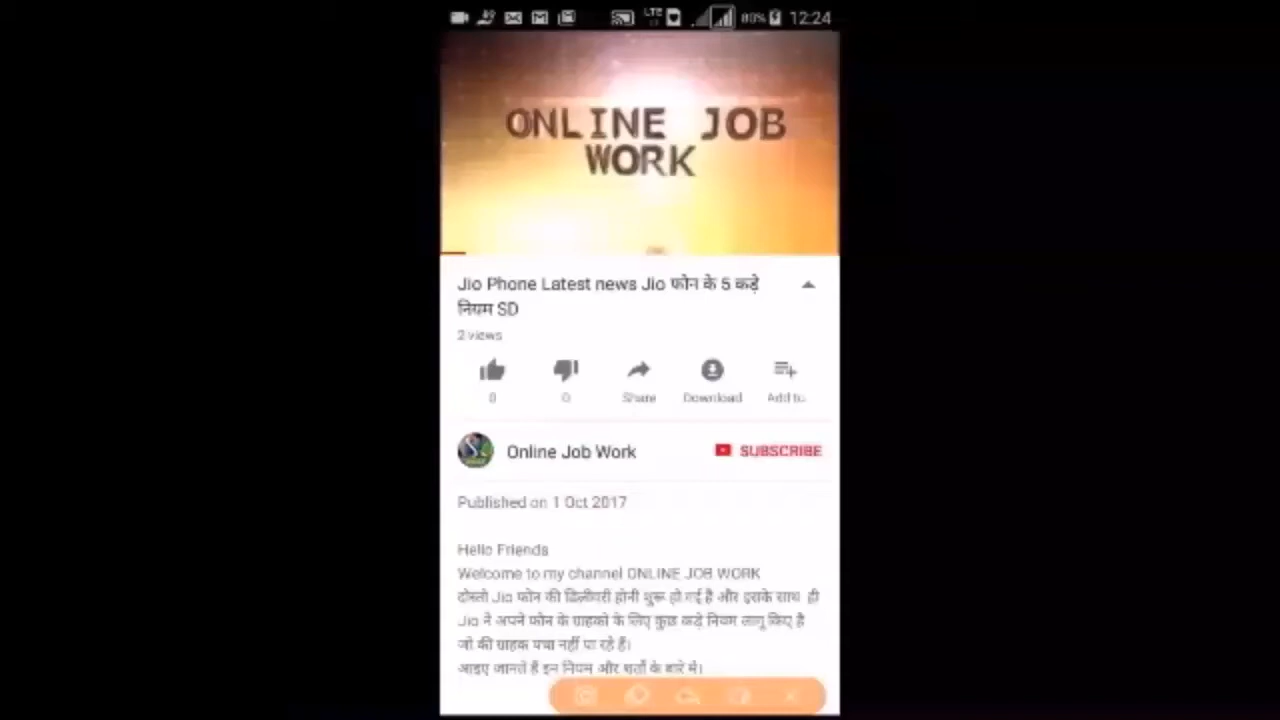 LTE 80% 12:24
ONLINE JOB
WORK
Jio Phone Latest news Jio फोन के 5 कड़े
नियम SD
2 views
0 0 Share Download Add to
Online Job Work SUBSCRIBE
Published on 1 Oct 2017
Hello Friends
Welcome to my channel ONLINE JOB WORK
दोस्तो Jio फोन की डिलीवरी होनी शुरू हो गई है और इसके साथ ही
Jio ने अपने फोन के ग्राहको के लिए कुछ कड़े नियम लागू किए है
जो की ग्राहक पचा नहीं पा रहे हैं।
आइए जानते हैं इन नियम और शर्तों के बारे में।